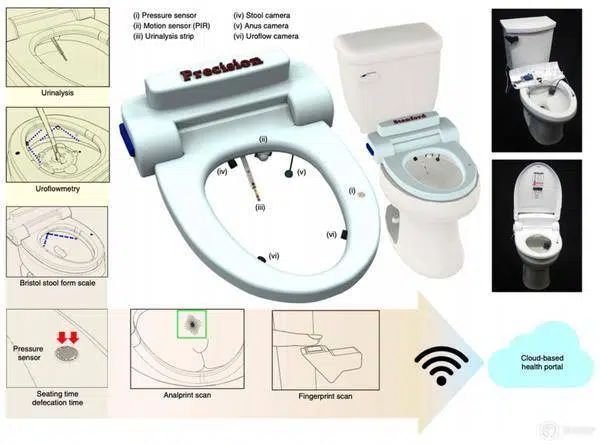 (i) Pressure sensor
(ii) Motion sensor (PIR)
(iii) Urinalysis strip
(iv) Stool camera
(v) Anus camera
(vi) Uroflow camera
Urinalysis
Uroflowmetry
Bristol stool form scale
Precision
(ii)
(iv)
(v)
(i)
(iii)
(vi)
(vi)
Stanford
Pressure
sensor
Seating time
defecation time
Analprint scan
Fingerprint scan
Cloud-based
health portal